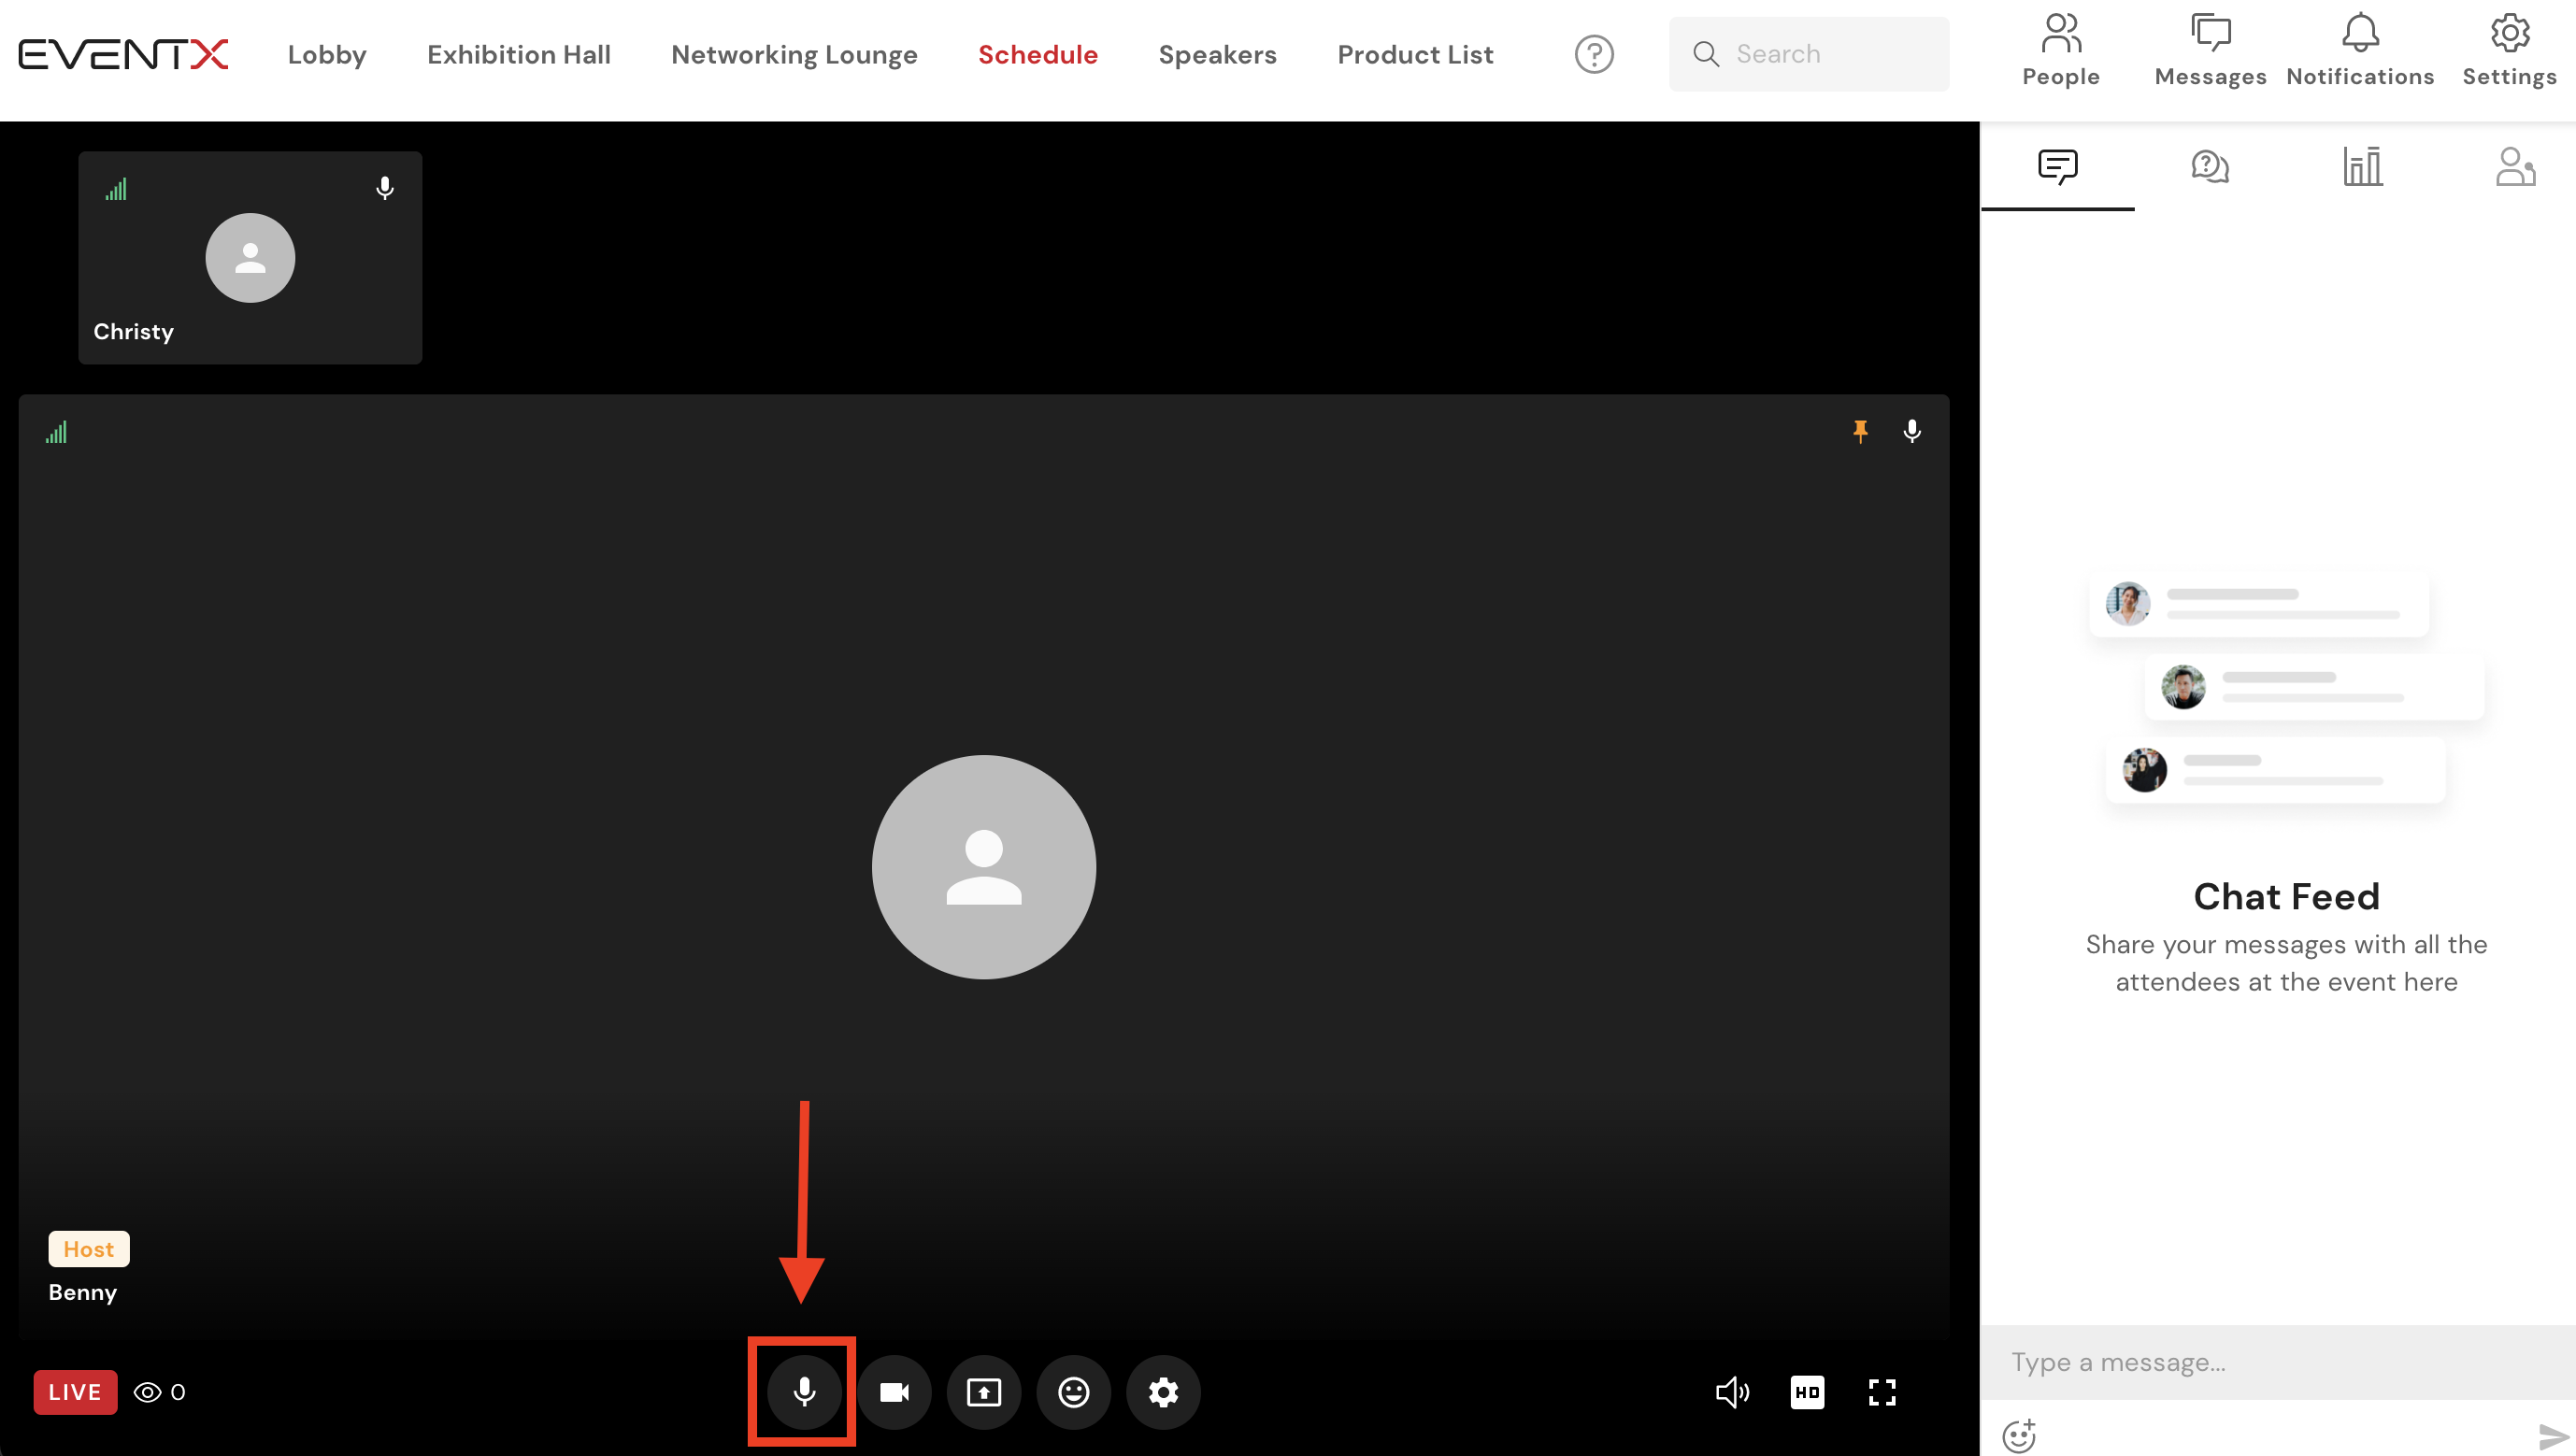 EVENTX
Lobby
Exhibition Hall
Networking Lounge
Schedule
Speakers
Product List
?
Search
People
Messages
Notifications
Settings
Christy
Host
Benny
LIVE
0
HD
Chat Feed
Share your messages with all the
attendees at the event here
Type a message...